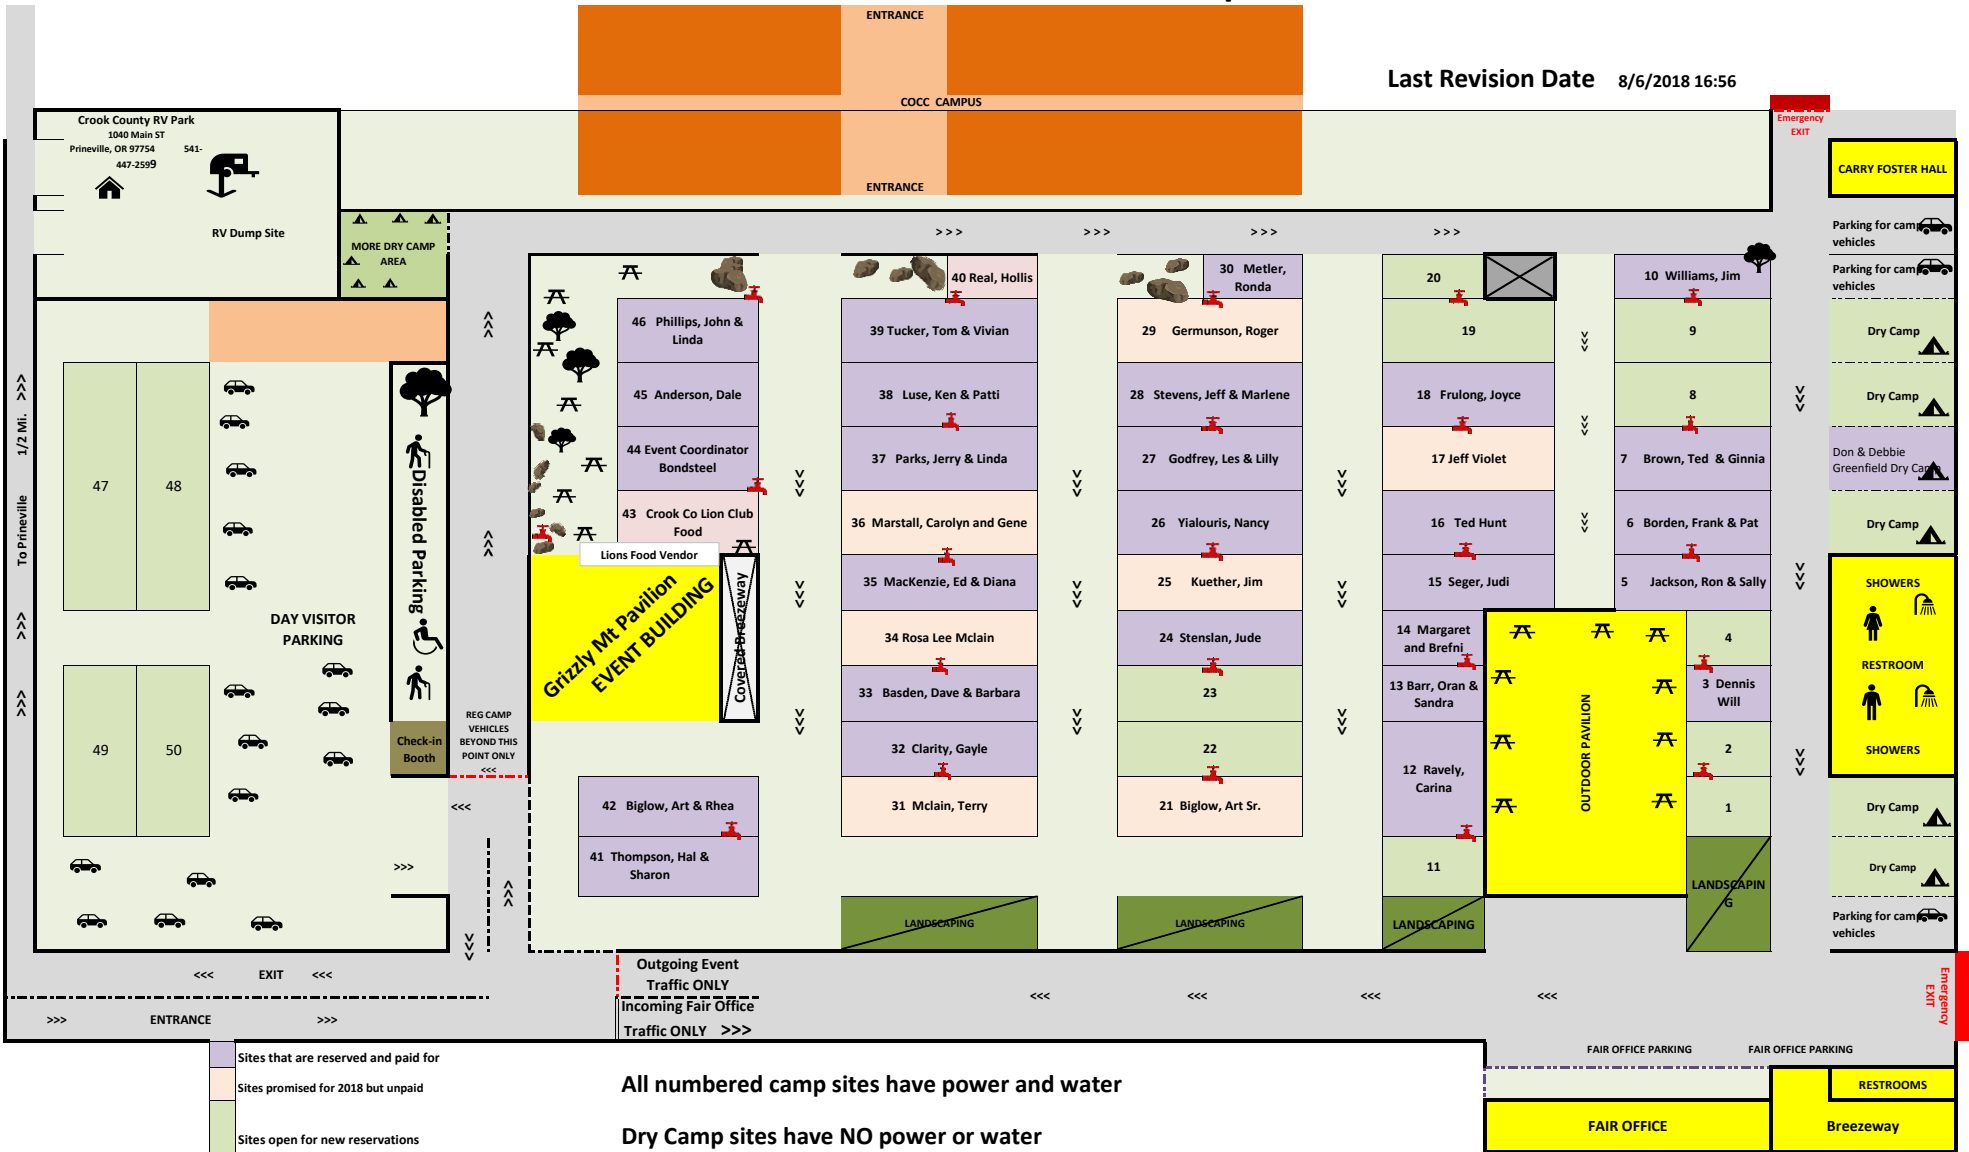 ENTRANCE
Last Revision Date 8/6/2018 16:56
COCC CAMPUS
ENTRANCE
Emergency
EXIT
Crook County RV Park
1040 Main ST
Prineville, OR 97754 541-
447-2599
RV Dump Site
MORE DRY CAMP
AREA
CARRY FOSTER HALL
>>> >>> >>> >>>
Parking for camp
vehicles
Parking for camp
vehicles
40 Real, Hollis
30 Metler,
Ronda
20
10 Williams, Jim
46 Phillips, John &
Linda
39 Tucker, Tom & Vivian
29 Germunson, Roger
19
9
Dry Camp
45 Anderson, Dale
38 Luse, Ken & Patti
28 Stevens, Jeff & Marlene
18 Frulong, Joyce
8
Dry Camp
44 Event Coordinator
Bondsteel
37 Parks, Jerry & Linda
27 Godfrey, Les & Lilly
17 Jeff Violet
7 Brown, Ted & Ginnia
Don & Debbie
Greenfield Dry Camp
43 Crook Co Lion Club
Food
36 Marstall, Carolyn and Gene
26 Yialouris, Nancy
16 Ted Hunt
6 Borden, Frank & Pat
Dry Camp
Lions Food Vendor
Grizzly Mt Pavilion
EVENT BUILDING
Covered Breezeway
35 MacKenzie, Ed & Diana
25 Kuether, Jim
15 Seger, Judi
5 Jackson, Ron & Sally
SHOWERS
34 Rosa Lee Mclain
24 Stenslan, Jude
14 Margaret
and Brefni
4
RESTROOM
33 Basden, Dave & Barbara
23
13 Barr, Oran &
Sandra
3 Dennis
Will
SHOWERS
32 Clarity, Gayle
22
12 Ravely,
Carina
2
OUTDOOR PAVILION
42 Biglow, Art & Rhea
31 Mclain, Terry
21 Biglow, Art Sr.
1
Dry Camp
41 Thompson, Hal &
Sharon
11
Dry Camp
LANDSCAPING
LANDSCAPING
LANDSCAPING
LANDSCAPIN
G
Parking for camp
vehicles
To Prineville 1/2 Mi. >>>
>>>
>>>
47
48
49
50
DAY VISITOR
PARKING
Disabled Parking
Check-in
Booth
REG CAMP
VEHICLES
BEYOND THIS
POINT ONLY
<<<
<<<
>>>
<<< EXIT <<<
>>> ENTRANCE >>>
Outgoing Event
Traffic ONLY
Incoming Fair Office
Traffic ONLY >>>
<<< <<< <<< <<<
Emergency
EXIT
FAIR OFFICE PARKING FAIR OFFICE PARKING
RESTROOMS
FAIR OFFICE
Breezeway
Sites that are reserved and paid for
Sites promised for 2018 but unpaid
Sites open for new reservations
All numbered camp sites have power and water
Dry Camp sites have NO power or water